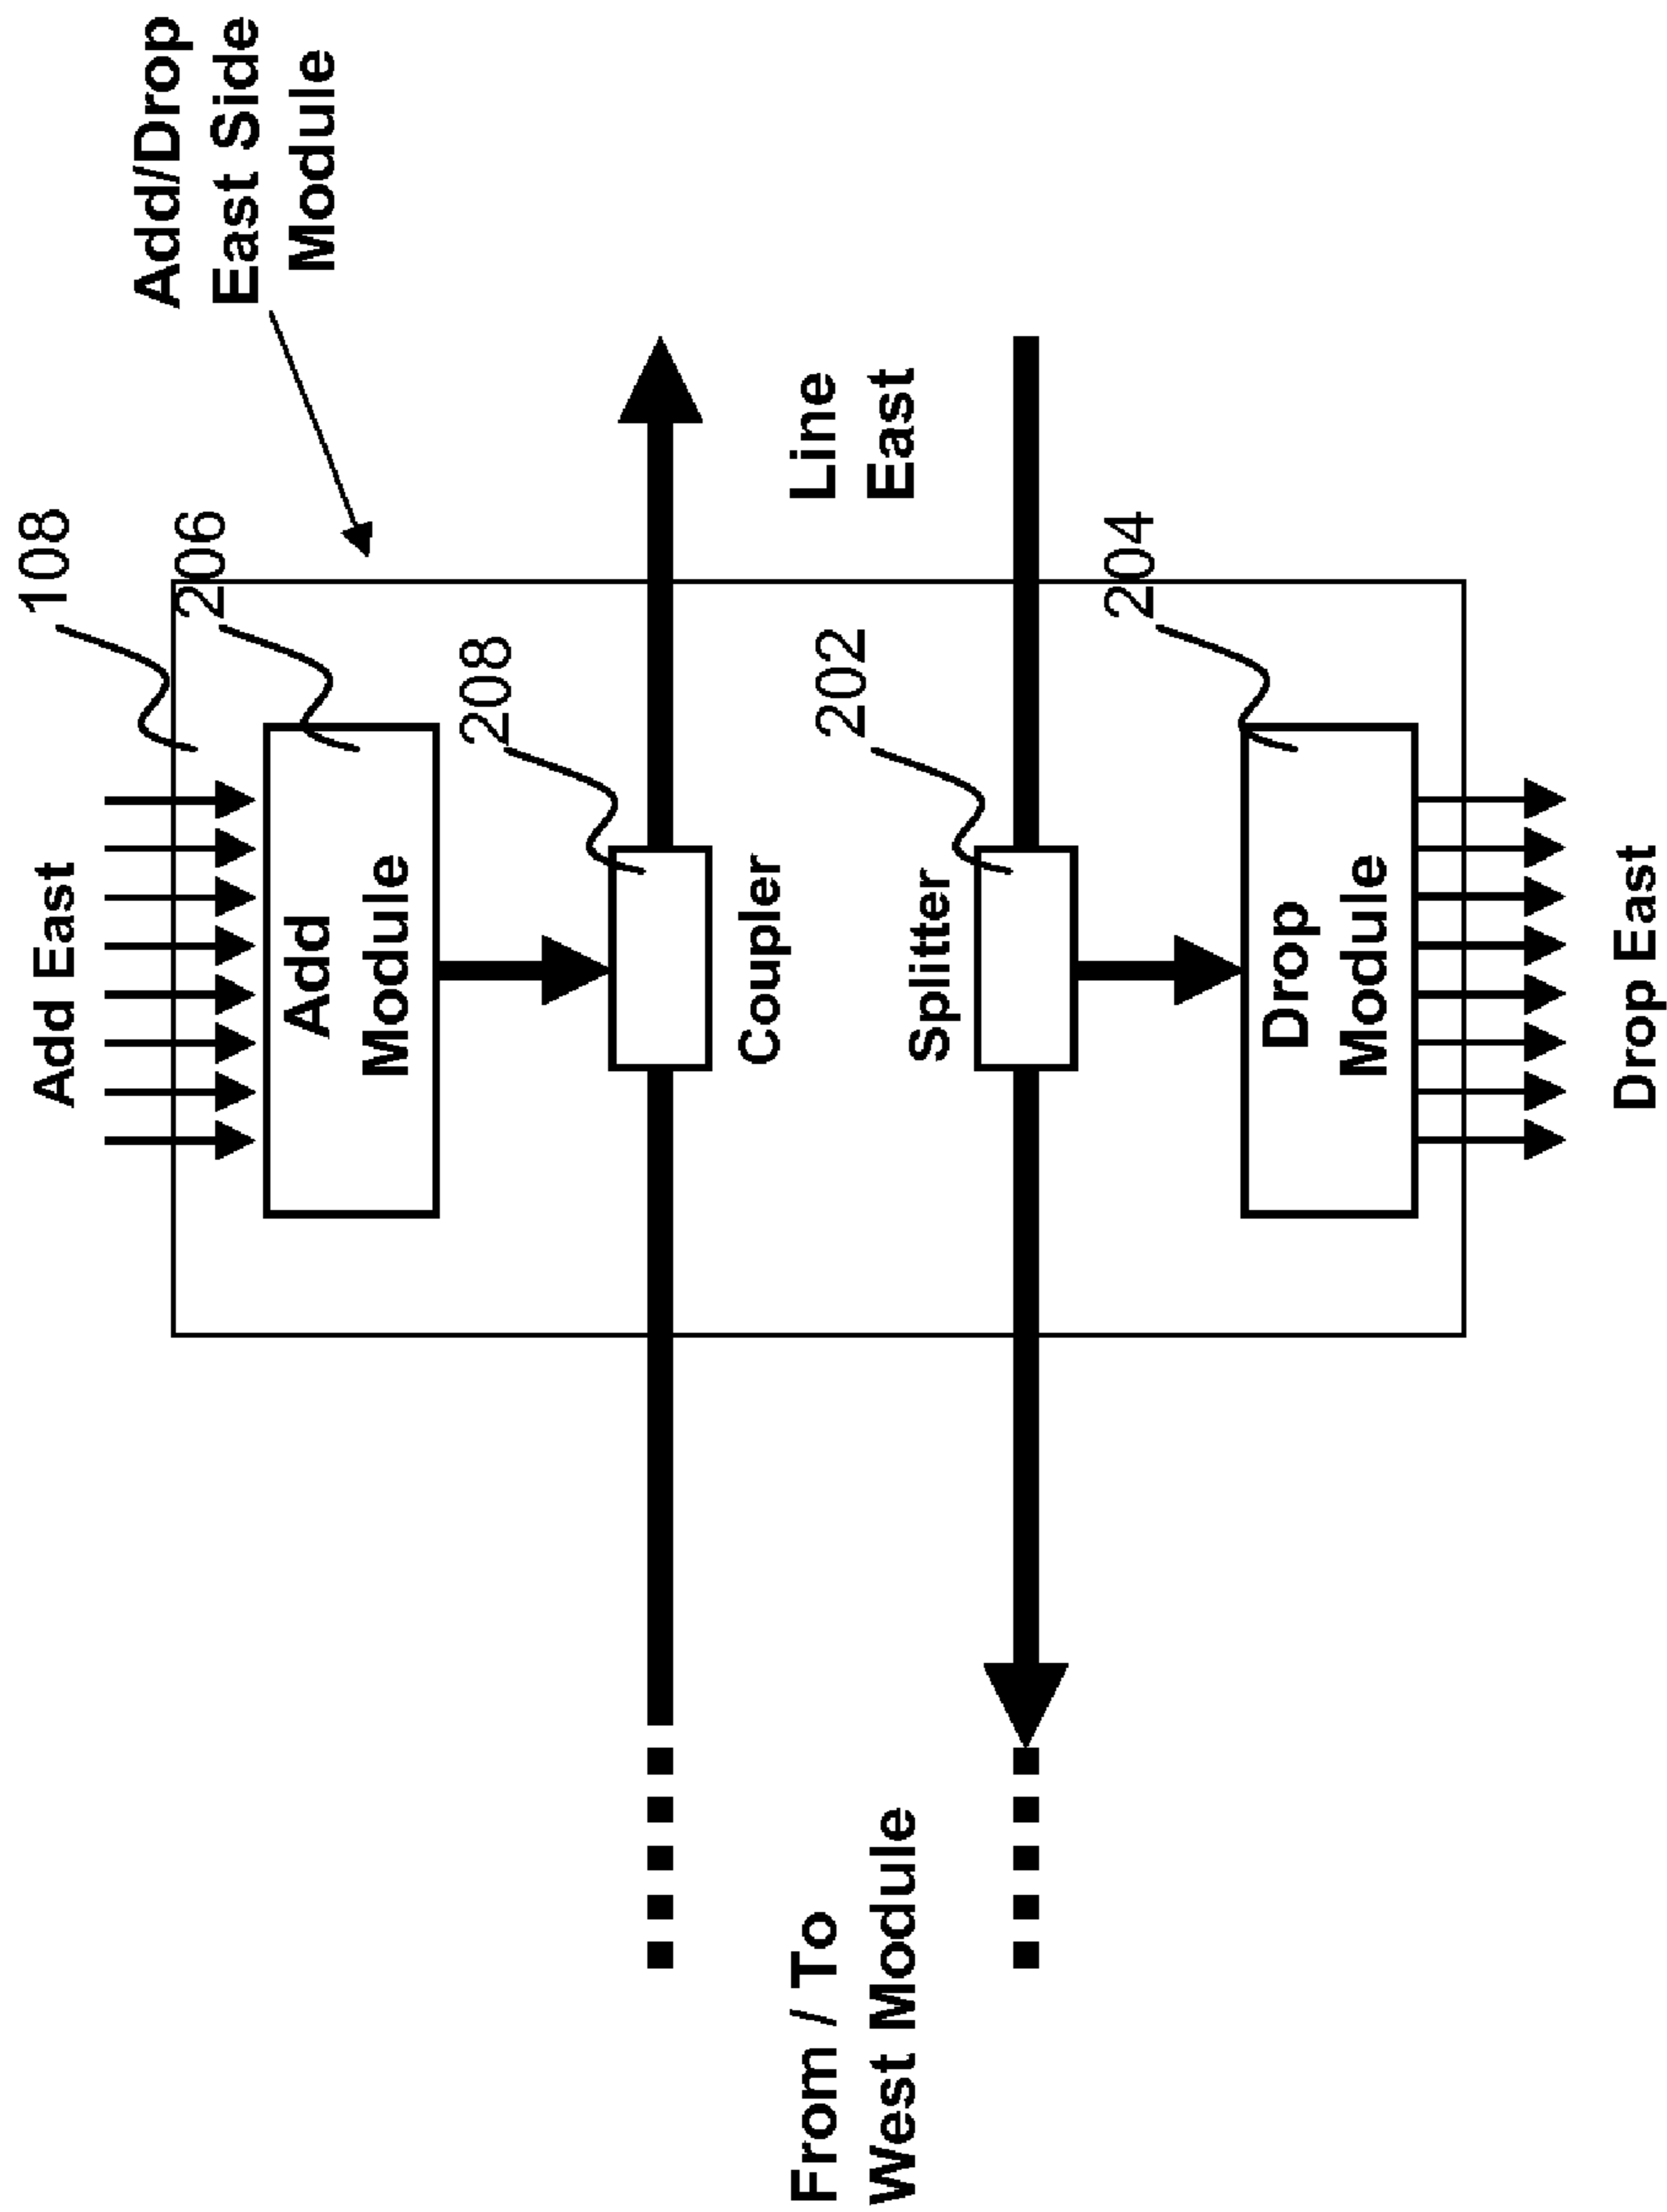 Add/Drop
East Side
Module
108
206
208
202
204
Add East
Add
Module
Coupler
Splitter
Drop
Module
Drop East
Line
East
From / To
West Module